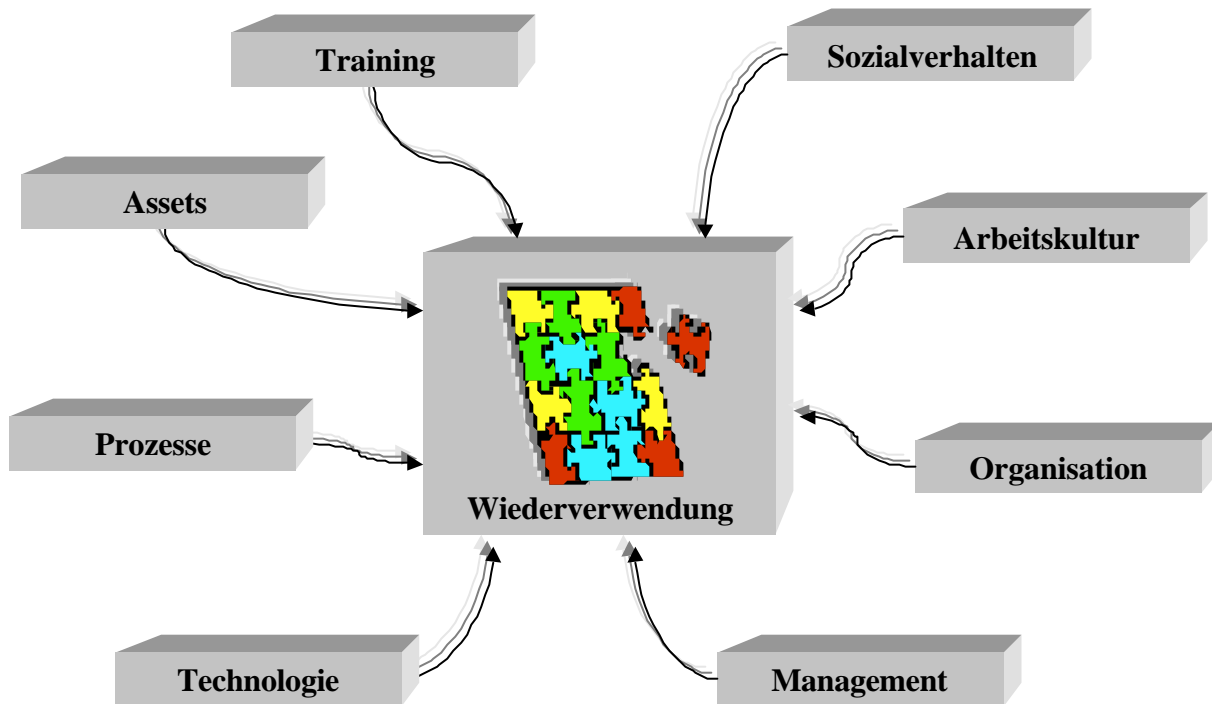 Training
Sozialverhalten
Assets
Arbeitskultur
Prozesse
Organisation
Wiederverwendung
Technologie
Management